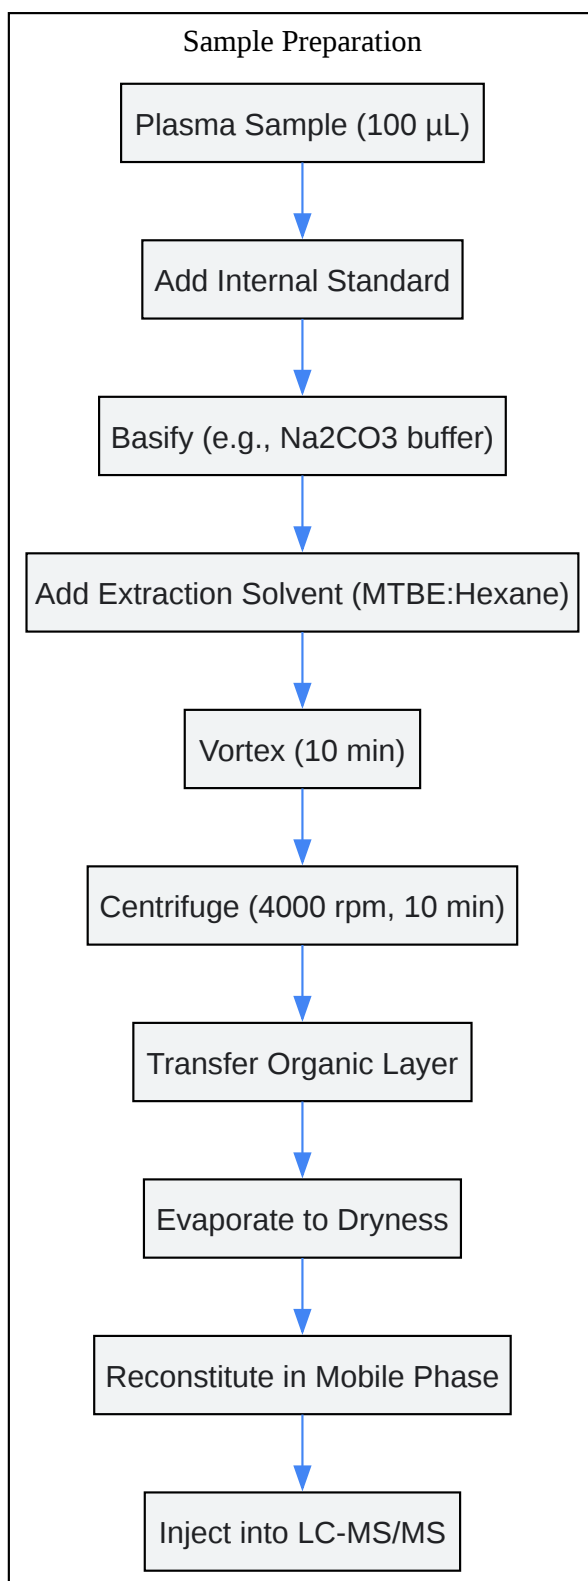 Sample Preparation
Plasma Sample (100 µL)
Add Internal Standard
Basify (e.g., Na2CO3 buffer)
Add Extraction Solvent (MTBE:Hexane)
Vortex (10 min)
Centrifuge (4000 rpm, 10 min)
Transfer Organic Layer
Evaporate to Dryness
Reconstitute in Mobile Phase
Inject into LC-MS/MS